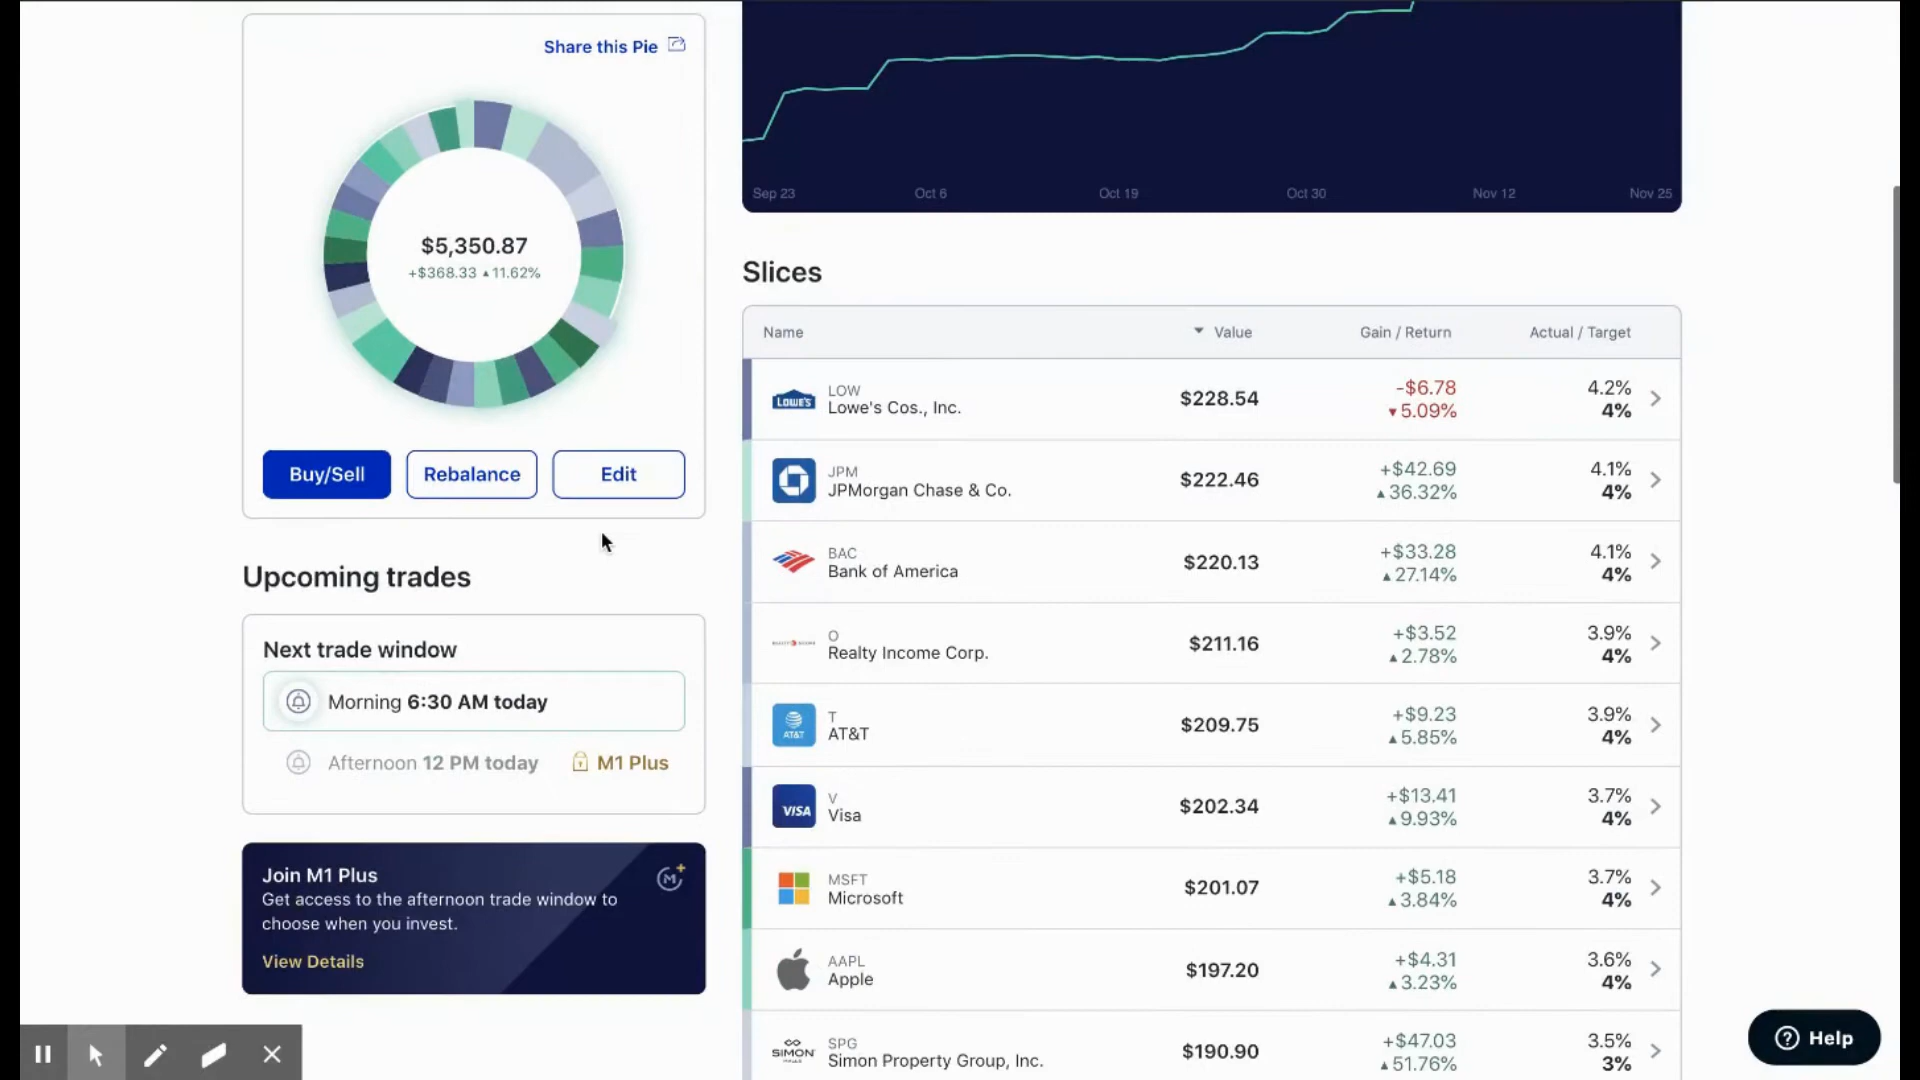 Share this Pie
$5,350.87
+$368.33 ▴11.62%
Buy/Sell
Rebalance
Edit
Upcoming trades
Next trade window
Morning 6:30 AM today
Afternoon 12 PM today
M1 Plus
Join M1 Plus
Get access to the afternoon trade window to
choose when you invest.
View Details
Sep 23 Oct 6 Oct 19 Oct 30 Nov 12 Nov 25
Slices
Name ▾ Value Gain / Return Actual / Target
LOWE'S
LOW
Lowe's Cos., Inc.
$228.54
-$6.78
▾5.09%
4.2%
4%
JPM
JPMorgan Chase & Co.
$222.46
+$42.69
▴36.32%
4.1%
4%
BAC
Bank of America
$220.13
+$33.28
▴27.14%
4.1%
4%
O
Realty Income Corp.
$211.16
+$3.52
▴2.78%
3.9%
4%
AT&T
T
AT&T
$209.75
+$9.23
▴5.85%
3.9%
4%
VISA
V
Visa
$202.34
+$13.41
▴9.93%
3.7%
4%
MSFT
Microsoft
$201.07
+$5.18
▴3.84%
3.7%
4%
AAPL
Apple
$197.20
+$4.31
▴3.23%
3.6%
4%
SIMON
SPG
Simon Property Group, Inc.
$190.90
+$47.03
▴51.76%
3.5%
3%
Help